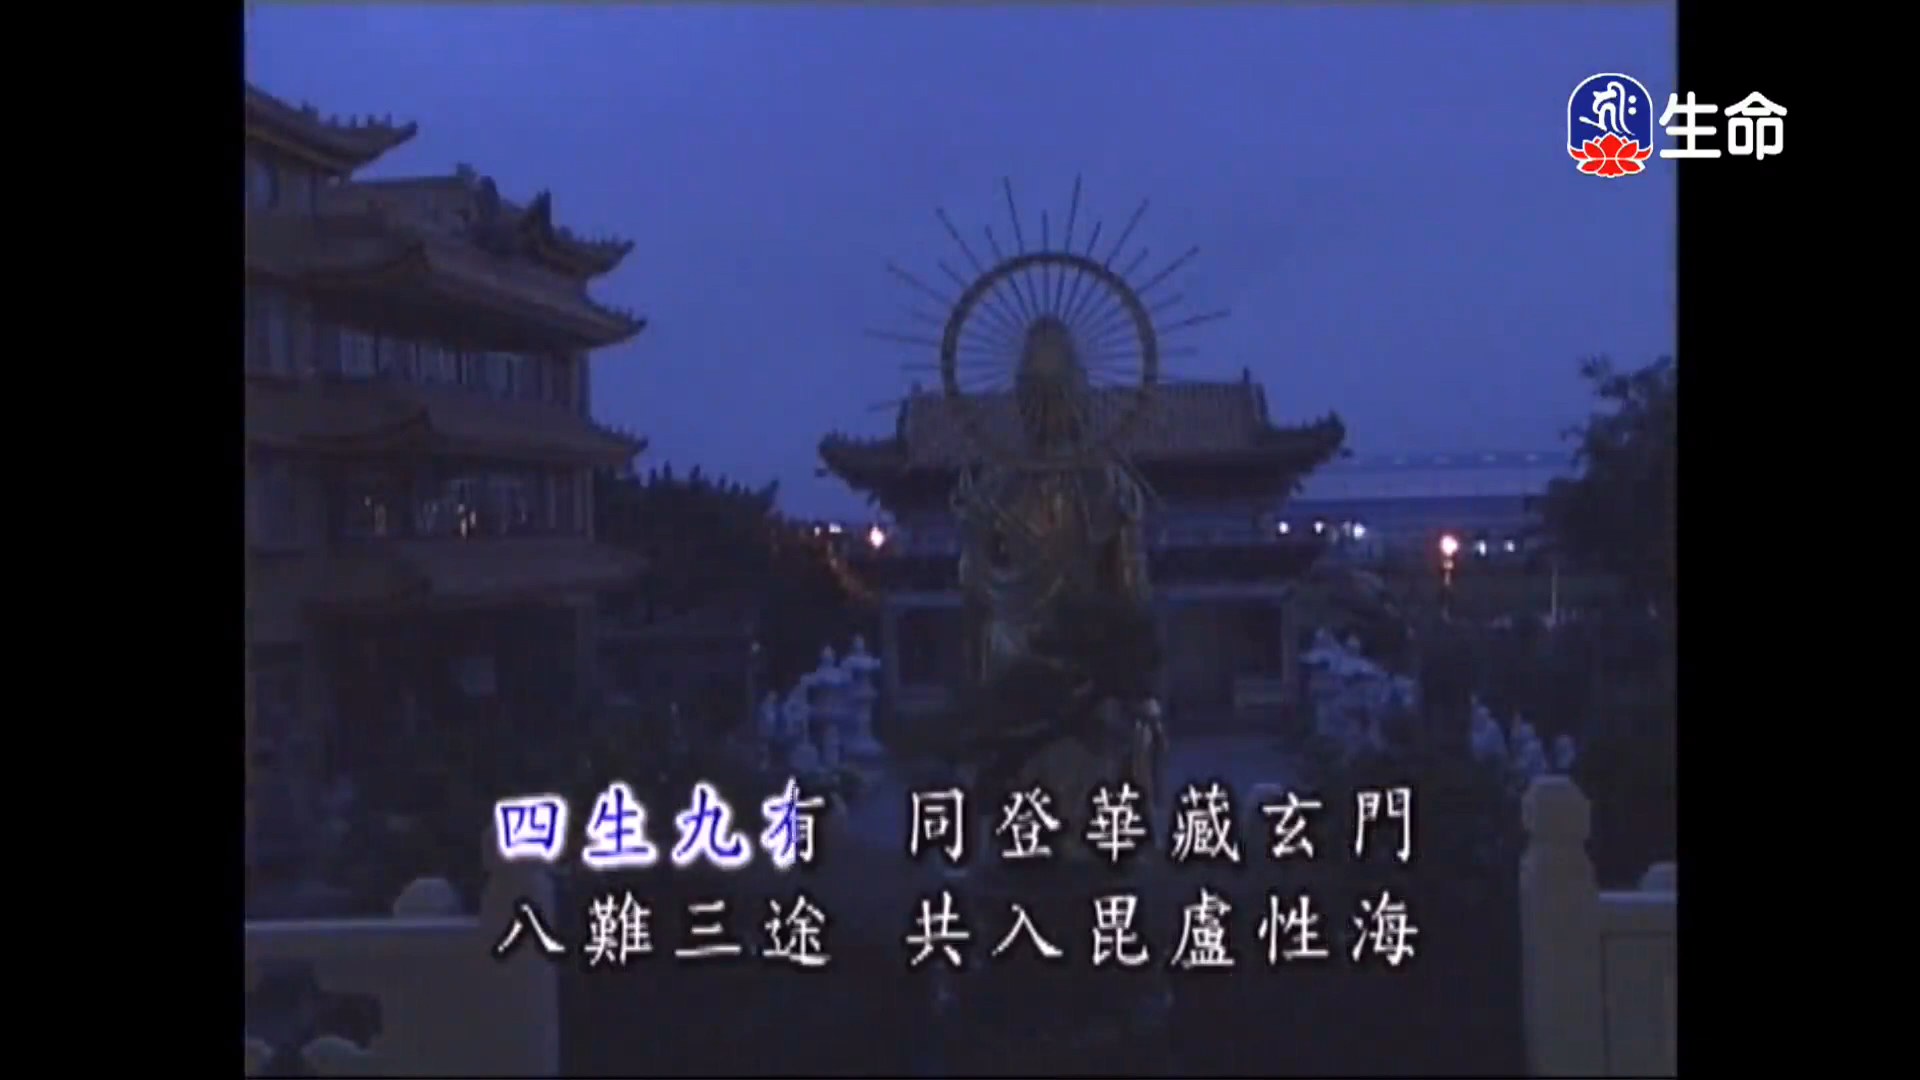 生命
四生九有 同登華藏玄門
八難三途 共入毘盧性海